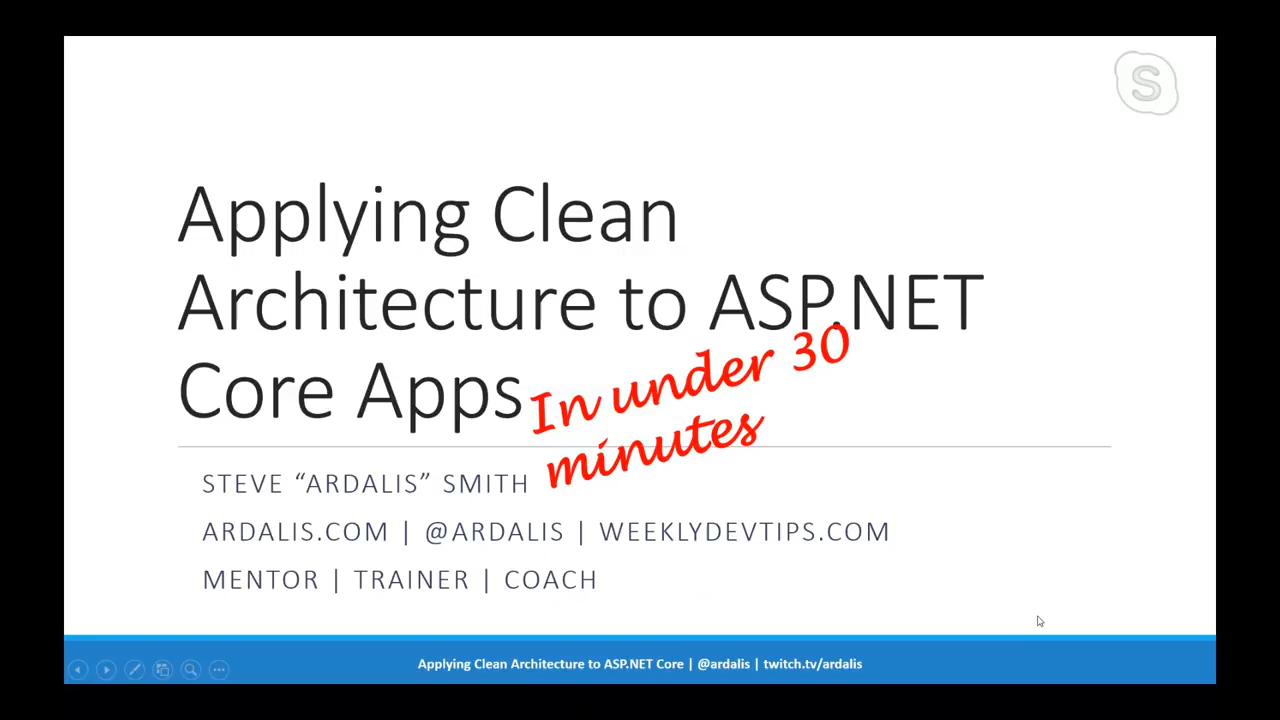 S
Applying Clean
Architecture to ASP.NET
Core Apps
In under 30
minutes
STEVE “ARDALIS” SMITH
ARDALIS.COM | @ARDALIS | WEEKLYDEVTIPS.COM
MENTOR | TRAINER | COACH
Applying Clean Architecture to ASP.NET Core | @ardalis | twitch.tv/ardalis